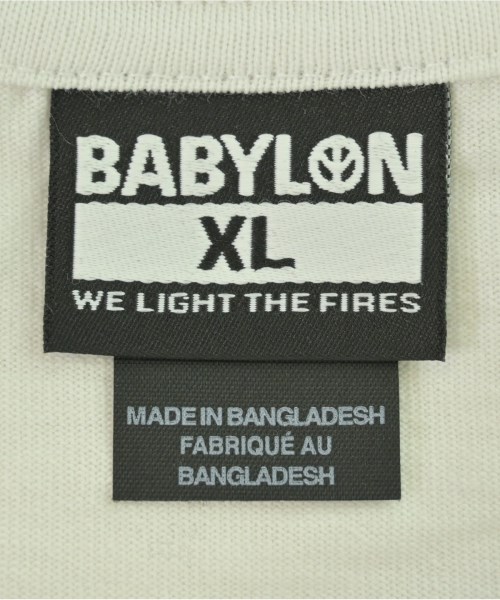 BABYLON
XL
WE LIGHT THE FIRES
MADE IN BANGLADESH
FABRIQUÉ AU
BANGLADESH